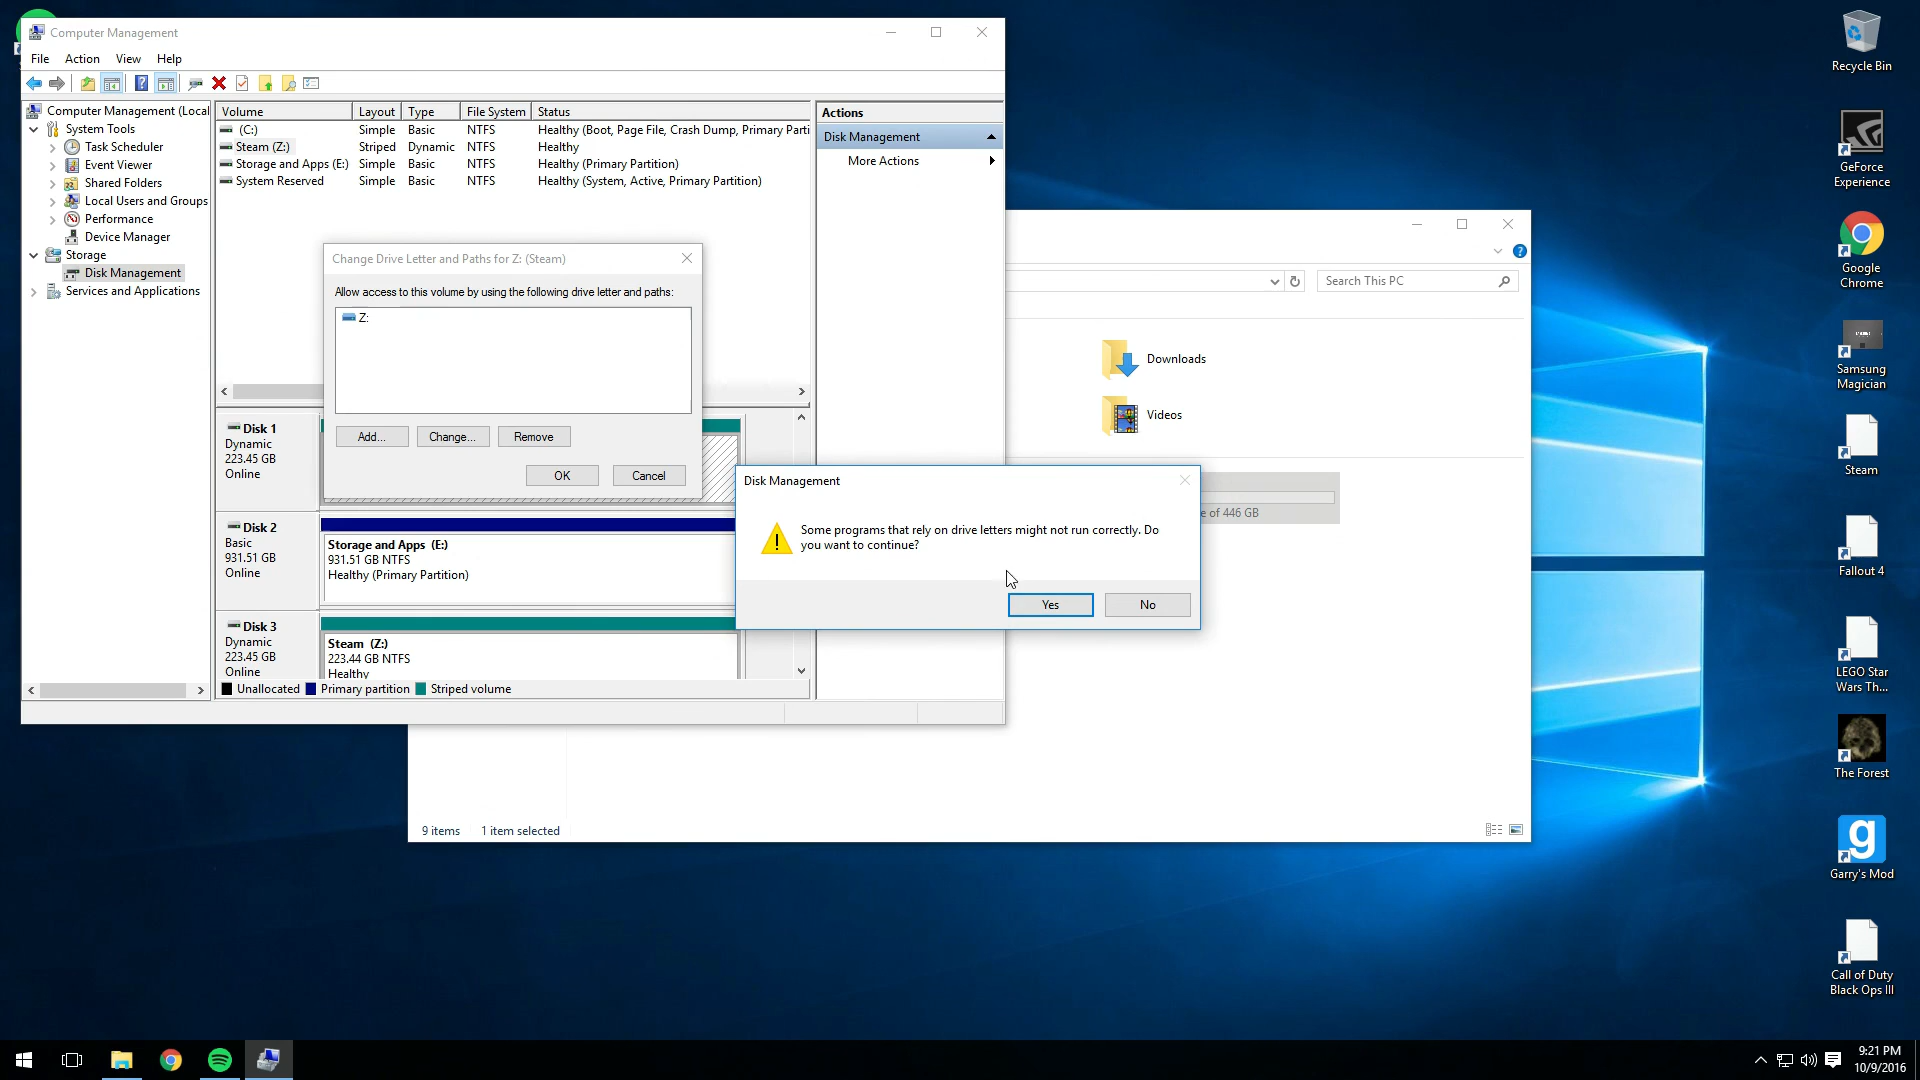 Computer Management
File Action View Help
Computer Management (Local
System Tools
Task Scheduler
Event Viewer
Shared Folders
Local Users and Groups
Performance
Device Manager
Storage
Disk Management
Services and Applications
Volume Layout Type File System Status
(C:) Simple Basic NTFS Healthy (Boot, Page File, Crash Dump, Primary Parti
Steam (Z:) Striped Dynamic NTFS Healthy
Storage and Apps (E:) Simple Basic NTFS Healthy (Primary Partition)
System Reserved Simple Basic NTFS Healthy (System, Active, Primary Partition)
Actions
Disk Management
More Actions
Change Drive Letter and Paths for Z: (Steam)
Allow access to this volume by using the following drive letter and paths:
Z:
Add... Change... Remove
OK Cancel
Disk 1
Dynamic
223.45 GB
Online
Disk 2
Basic
931.51 GB
Online
Storage and Apps (E:)
931.51 GB NTFS
Healthy (Primary Partition)
Disk 3
Dynamic
223.45 GB
Online
Steam (Z:)
223.44 GB NTFS
Healthy
Unallocated Primary partition Striped volume
Disk Management
Some programs that rely on drive letters might not run correctly. Do
you want to continue?
Yes No
Search This PC
Downloads
Videos
e of 446 GB
9 items 1 item selected
Recycle Bin
GeForce
Experience
Google
Chrome
Samsung
Magician
Steam
Fallout 4
LEGO Star
Wars Th...
The Forest
g
Garry's Mod
Call of Duty
Black Ops III
9:21 PM
10/9/2016